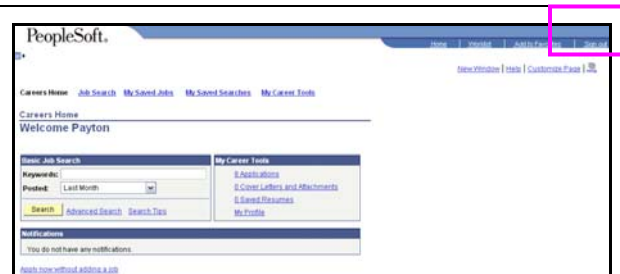 PeopleSoft.
Home | Worklist | Add to Favorites | Sign out
New Window | Help | Customize Page |
Careers Home Job Search My Saved Jobs My Saved Searches My Career Tools
Careers Home
Welcome Payton
Basic Job Search
Keywords:
Posted: Last Month
Search Advanced Search Search Tips
My Career Tools
0 Applications
0 Cover Letters and Attachments
0 Saved Resumes
My Profile
Notifications
You do not have any notifications.
Apply now without adding a job